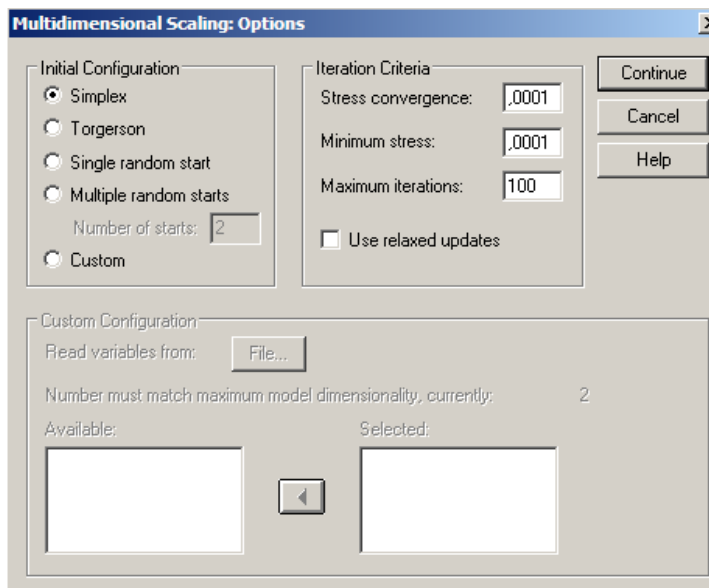 Multidimensional Scaling: Options
Initial Configuration
Simplex
Torgerson
Single random start
Multiple random starts
Number of starts: 2
Custom
Iteration Criteria
Stress convergence: ,0001
Minimum stress: ,0001
Maximum iterations: 100
Use relaxed updates
Continue
Cancel
Help
Custom Configuration
Read variables from: File...
Number must match maximum model dimensionality, currently: 2
Available:
Selected: